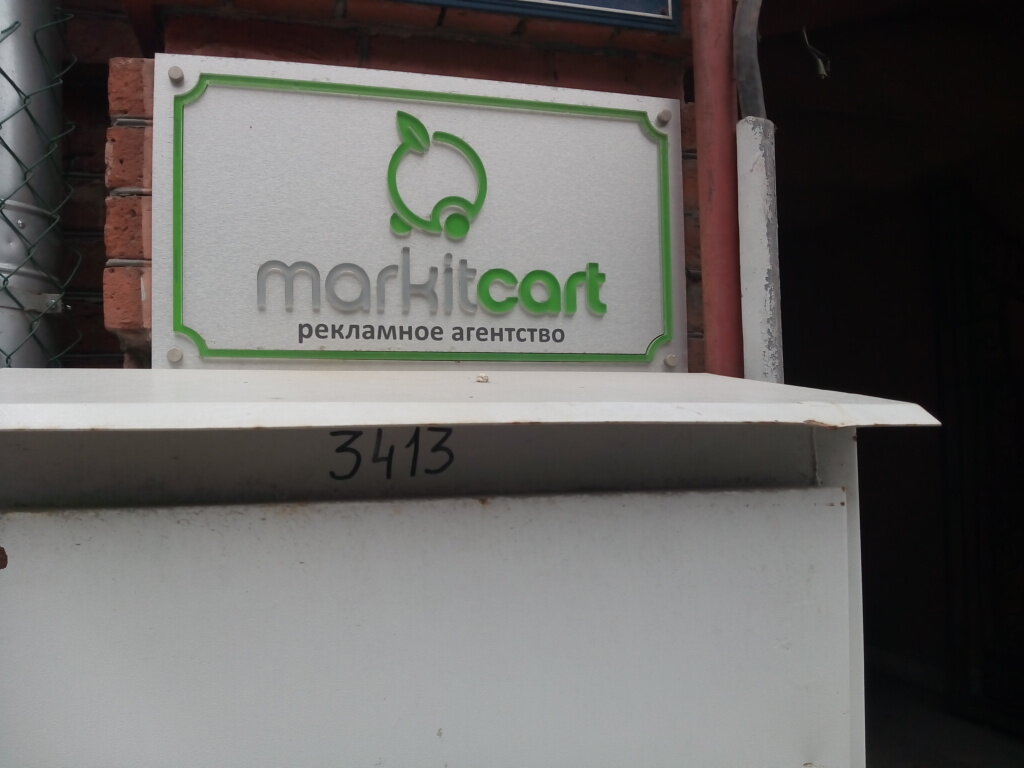 markitcart
рекламное агентство
3413